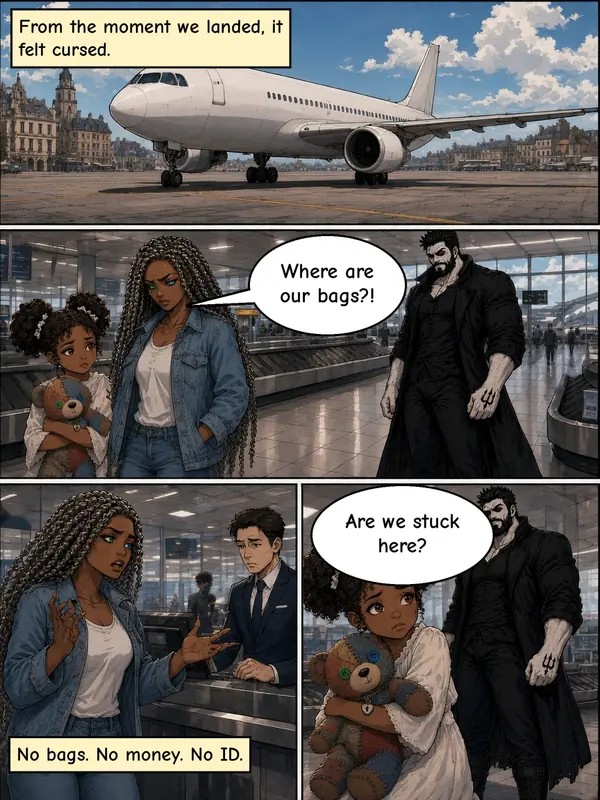 From the moment we landed, it
felt cursed.
Where are
our bags?!
No bags. No money. No ID.
Are we stuck
here?